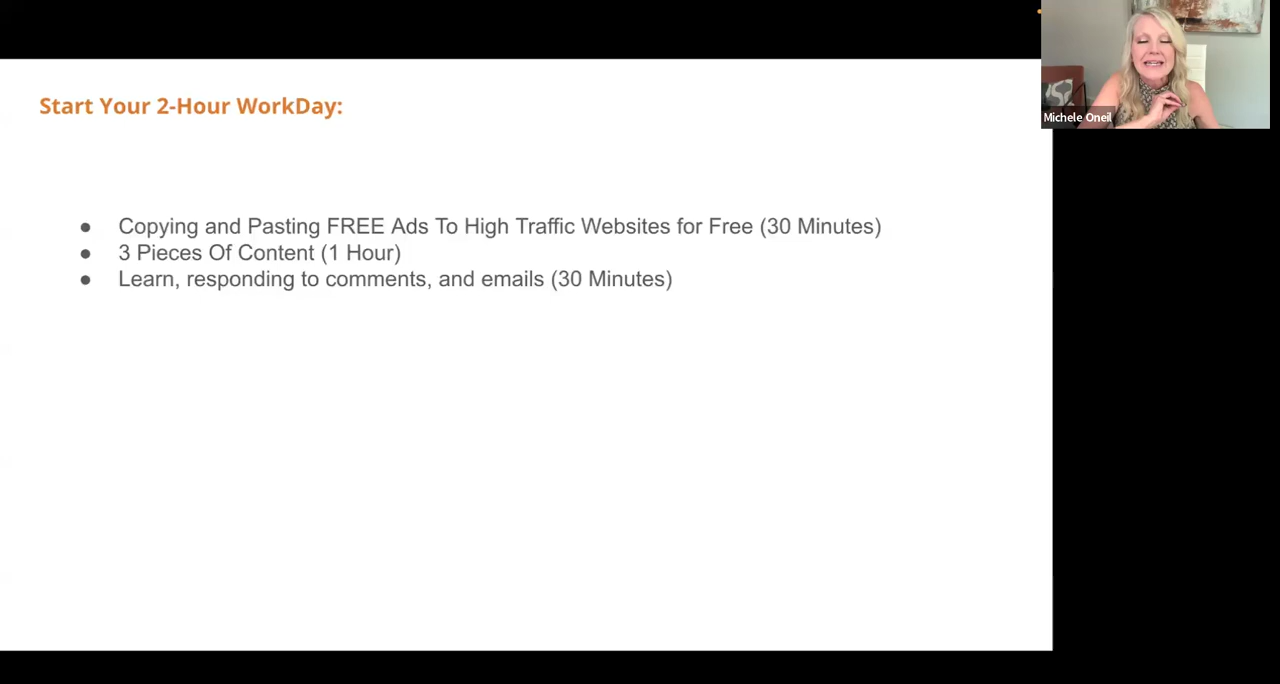 Start Your 2-Hour WorkDay:
● Copying and Pasting FREE Ads To High Traffic Websites for Free (30 Minutes)
● 3 Pieces Of Content (1 Hour)
● Learn, responding to comments, and emails (30 Minutes)
Michele Oneil